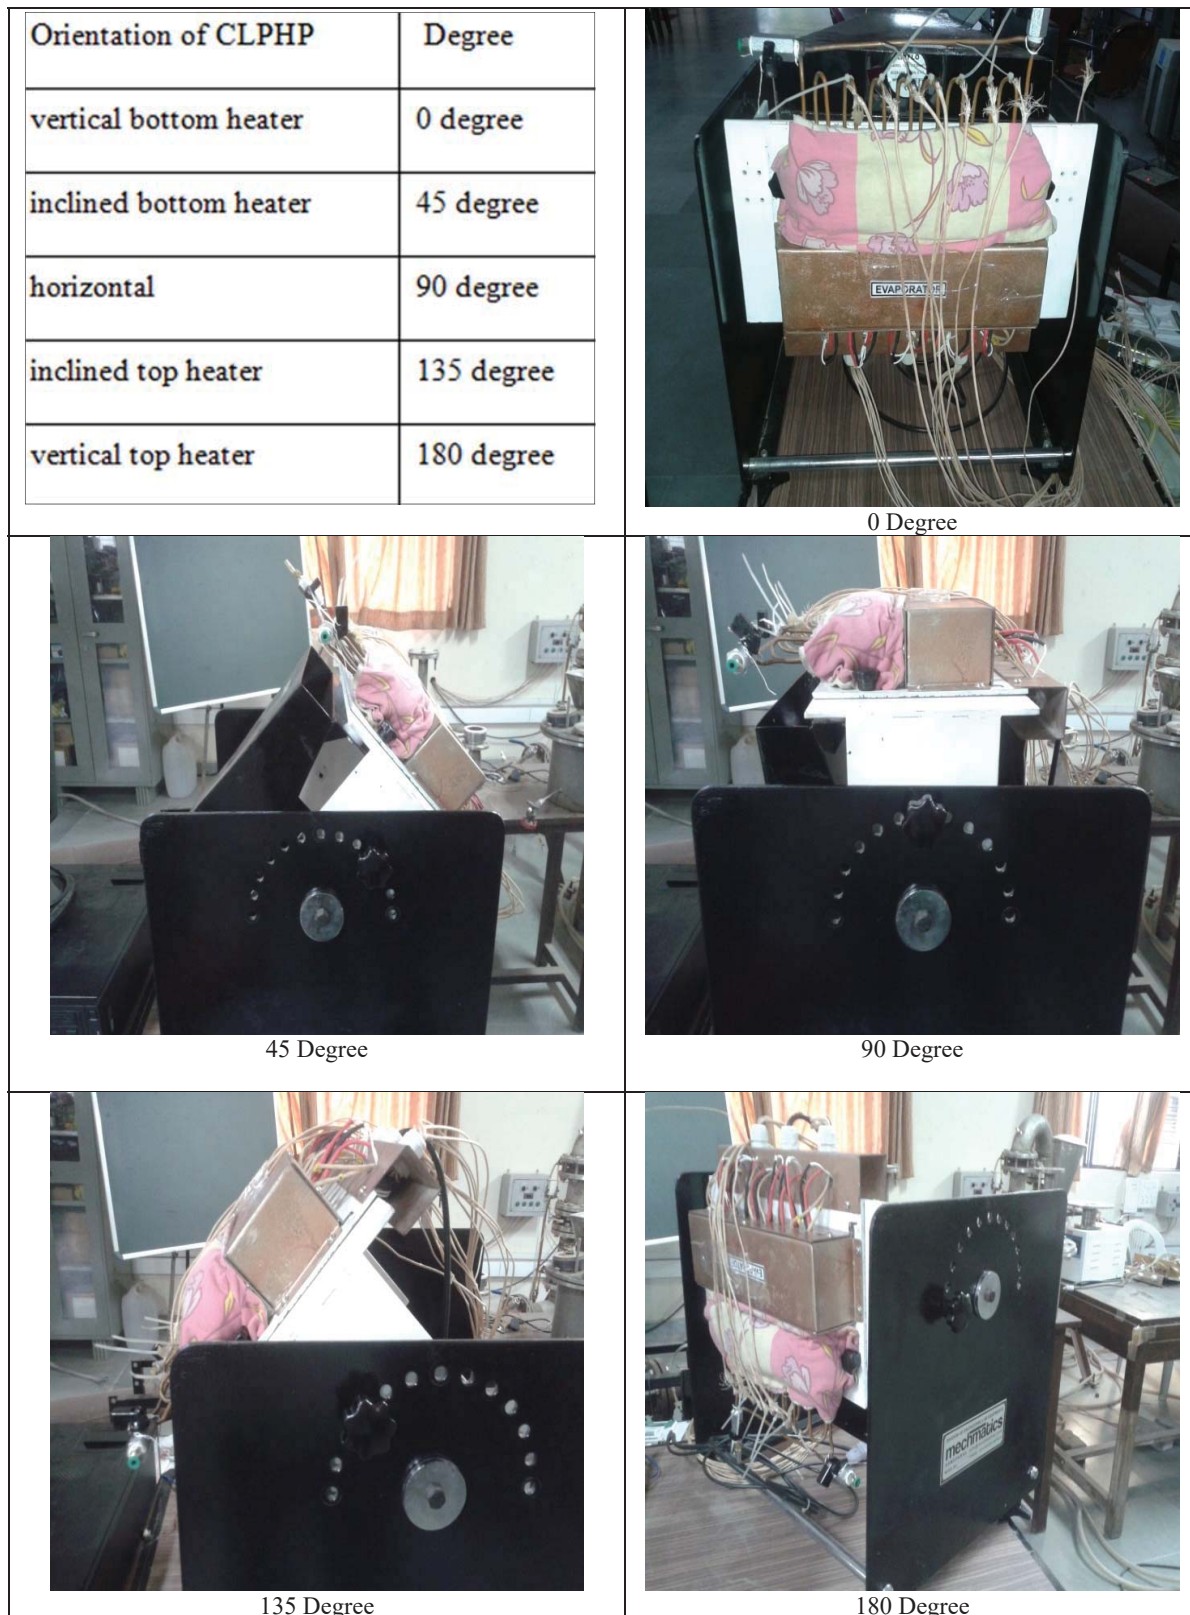 Orientation of CLPHP Degree
vertical bottom heater 0 degree
inclined bottom heater 45 degree
horizontal 90 degree
inclined top heater 135 degree
vertical top heater 180 degree
EVAPORATOR
0 Degree
45 Degree
90 Degree
mechmatics
135 Degree
180 Degree